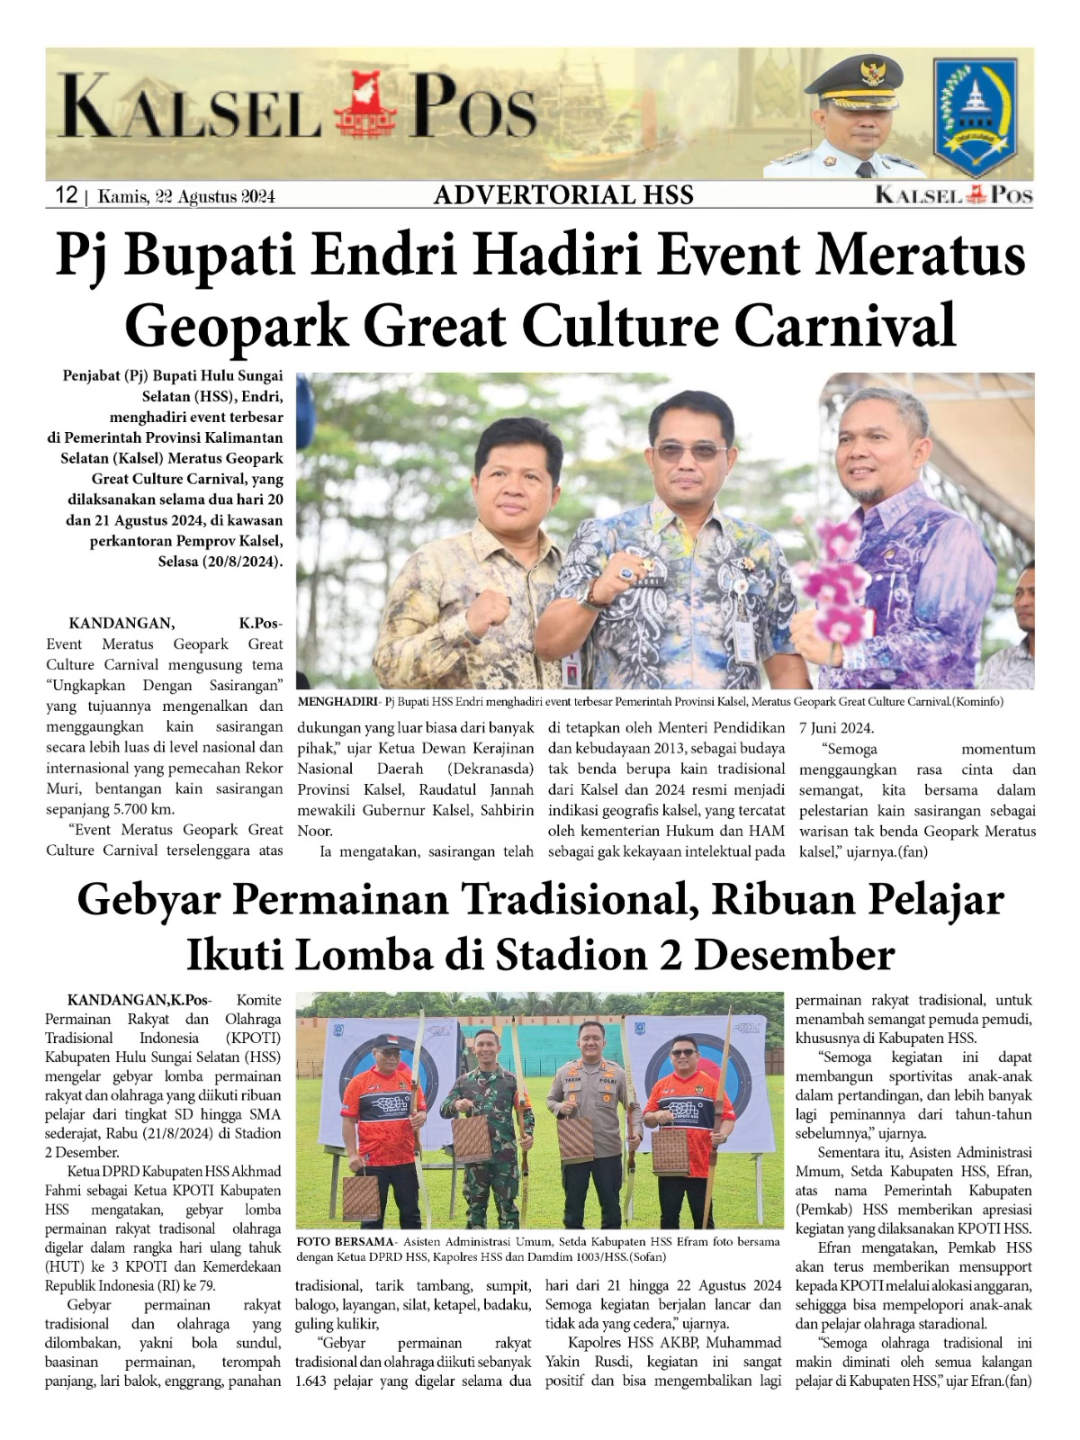 KALSEL POS
12 | Kamis, 22 Agustus 2024
ADVERTORIAL HSS
KALSEL POS
Pj Bupati Endri Hadiri Event Meratus
Geopark Great Culture Carnival
Penjabat (Pj) Bupati Hulu Sungai
Selatan (HSS), Endri,
menghadiri event terbesar
di Pemerintah Provinsi Kalimantan
Selatan (Kalsel) Meratus Geopark
Great Culture Carnival, yang
dilaksanakan selama dua hari 20
dan 21 Agustus 2024, di kawasan
perkantoran Pemprov Kalsel,
Selasa (20/8/2024).
KANDANGAN, K.Pos-
Event Meratus Geopark Great
Culture Carnival mengusung tema
“Ungkapkan Dengan Sasirangan”
yang tujuannya mengenalkan dan
menggaungkan kain sasirangan
secara lebih luas di level nasional dan
internasional yang pemecahan Rekor
Muri, bentangan kain sasirangan
sepanjang 5.700 km.
“Event Meratus Geopark Great
Culture Carnival terselenggara atas
MENGHADIRI- Pj Bupati HSS Endri menghadiri event terbesar Pemerintah Provinsi Kalsel, Meratus Geopark Great Culture Carnival.(Kominfo)
dukungan yang luar biasa dari banyak
pihak,” ujar Ketua Dewan Kerajinan
Nasional Daerah (Dekranasda)
Provinsi Kalsel, Raudatul Jannah
mewakili Gubernur Kalsel, Sahbirin
Noor.
Ia mengatakan, sasirangan telah
di tetapkan oleh Menteri Pendidikan
dan kebudayaan 2013, sebagai budaya
tak benda berupa kain tradisional
dari Kalsel dan 2024 resmi menjadi
indikasi geografis kalsel, yang tercatat
oleh kementerian Hukum dan HAM
sebagai gak kekayaan intelektual pada
7 Juni 2024.
“Semoga momentum
menggaungkan rasa cinta dan
semangat, kita bersama dalam
pelestarian kain sasirangan sebagai
warisan tak benda Geopark Meratus
kalsel,” ujarnya.(fan)
Gebyar Permainan Tradisional, Ribuan Pelajar
Ikuti Lomba di Stadion 2 Desember
KANDANGAN,K.Pos- Komite
Permainan Rakyat dan Olahraga
Tradisional Indonesia (KPOTI)
Kabupaten Hulu Sungai Selatan (HSS)
mengelar gebyar lomba permainan
rakyat dan olahraga yang diikuti ribuan
pelajar dari tingkat SD hingga SMA
sederajat, Rabu (21/8/2024) di Stadion
2 Desember.
Ketua DPRD Kabupaten HSS Akhmad
Fahmi sebagai Ketua KPOTI Kabupaten
HSS mengatakan, gebyar lomba
permainan rakyat tradisonal olahraga
digelar dalam rangka hari ulang tahuk
(HUT) ke 3 KPOTI dan Kemerdekaan
Republik Indonesia (RI) ke 79.
Gebyar permainan rakyat
tradisional dan olahraga yang
dilombakan, yakni bola sundul,
baasinan permainan, terompah
panjang, lari balok, enggrang, panahan
FOTO BERSAMA- Asisten Administrasi Umum, Setda Kabupaten HSS Efram foto bersama
dengan Ketua DPRD HSS, Kapolres HSS dan Damdim 1003/HSS.(Sofan)
tradisional, tarik tambang, sumpit,
balogo, layangan, silat, ketapel, badaku,
guling kulikir,
“Gebyar permainan rakyat
tradisional dan olahraga diikuti sebanyak
1.643 pelajar yang digelar selama dua
hari dari 21 hingga 22 Agustus 2024
Semoga kegiatan berjalan lancar dan
tidak ada yang cedera,” ujarnya.
Kapolres HSS AKBP, Muhammad
Yakin Rusdi, kegiatan ini sangat
positif dan bisa mengembalikan lagi
permainan rakyat tradisional, untuk
menambah semangat pemuda pemudi,
khususnya di Kabupaten HSS.
“Semoga kegiatan ini dapat
membangun sportivitas anak-anak
dalam pertandingan, dan lebih banyak
lagi peminannya dari tahun-tahun
sebelumnya,” ujarnya.
Sementara itu, Asisten Administrasi
Mmum, Setda Kabupaten HSS, Efran,
atas nama Pemerintah Kabupaten
(Pemkab) HSS memberikan apresiasi
kegiatan yang dilaksanakan KPOTI HSS.
Efran mengatakan, Pemkab HSS
akan terus memberikan mensupport
kepada KPOTI melalui alokasi anggaran,
sehiggga bisa mempelopori anak-anak
dan pelajar olahraga staradional.
“Semoga olahraga tradisional ini
makin diminati oleh semua kalangan
pelajar di Kabupaten HSS,” ujar Efran.(fan)